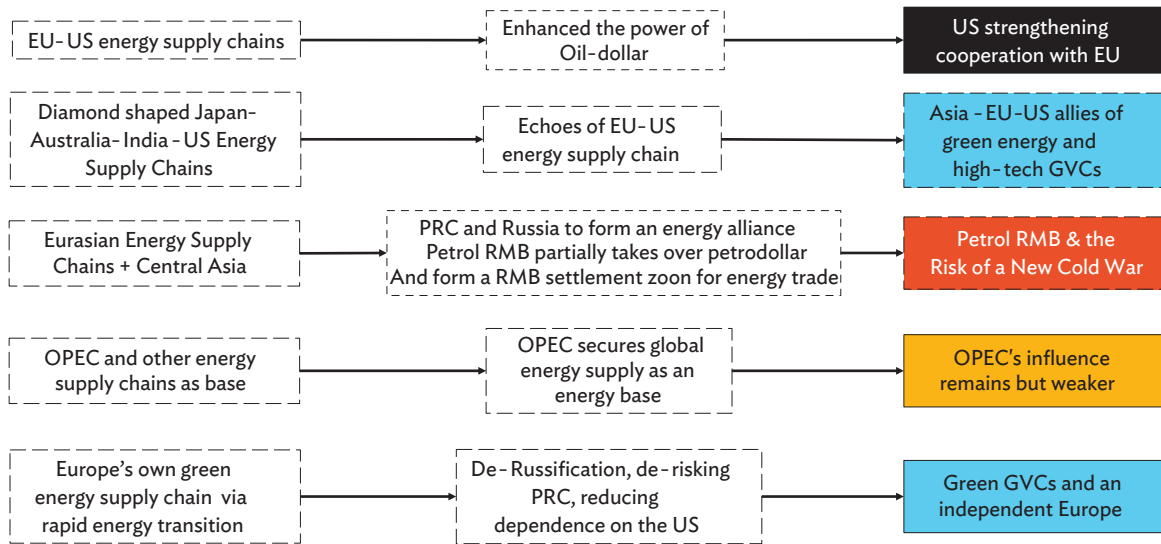 EU-US energy supply chains
Enhanced the power of
Oil-dollar
US strengthening
cooperation with EU
Diamond shaped Japan-
Australia-India-US Energy
Supply Chains
Echoes of EU-US
energy supply chain
Asia-EU-US allies of
green energy and
high-tech GVCs
Eurasian Energy Supply
Chains + Central Asia
PRC and Russia to form an energy alliance
Petrol RMB partially takes over petrodollar
And form a RMB settlement zoon for energy trade
Petrol RMB & the
Risk of a New Cold War
OPEC and other energy
supply chains as base
OPEC secures global
energy supply as an
energy base
OPEC's influence
remains but weaker
Europe's own green
energy supply chain via
rapid energy transition
De-Russification, de-risking
PRC, reducing
dependence on the US
Green GVCs and an
independent Europe